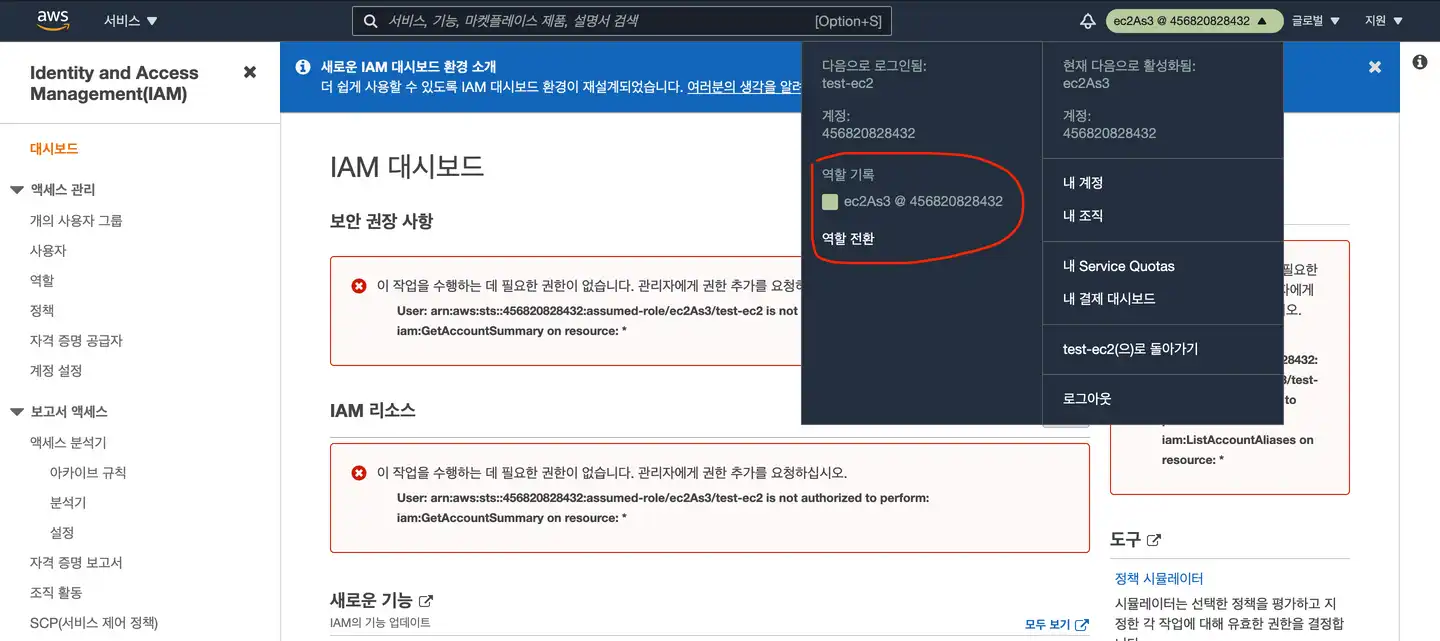 aws
서비스 ▼
서비스, 기능, 마켓플레이스 제품, 설명서 검색
[Option+S]
ec2As3 @ 456820828432 ▲
글로벌 ▼
지원 ▼
Identity and Access
Management(IAM)
대시보드
액세스 관리
개의 사용자 그룹
사용자
역할
정책
자격 증명 공급자
계정 설정
보고서 액세스
액세스 분석기
아카이브 규칙
분석기
설정
자격 증명 보고서
조직 활동
SCP(서비스 제어 정책)
새로운 IAM 대시보드 환경 소개
더 쉽게 사용할 수 있도록 IAM 대시보드 환경이 재설계되었습니다. 여러분의 생각을 알려
다음으로 로그인됨:
test-ec2
계정:
456820828432
역할 기록
ec2As3 @ 456820828432
역할 전환
현재 다음으로 활성화됨:
ec2As3
계정:
456820828432
내 계정
내 조직
내 Service Quotas
내 결제 대시보드
test-ec2(으)로 돌아가기
로그아웃
IAM 대시보드
보안 권장 사항
이 작업을 수행하는 데 필요한 권한이 없습니다. 관리자에게 권한 추가를 요청하
User: arn:aws:sts::456820828432:assumed-role/ec2As3/test-ec2 is not
iam:GetAccountSummary on resource: *
IAM 리소스
이 작업을 수행하는 데 필요한 권한이 없습니다. 관리자에게 권한 추가를 요청하십시오.
User: arn:aws:sts::456820828432:assumed-role/ec2As3/test-ec2 is not authorized to perform:
iam:GetAccountSummary on resource: *
새로운 기능
IAM의 기능 업데이트
모두 보기
필요한
자에게
오.
28432:
3/test-
to
iam:ListAccountAliases on
resource: *
도구
정책 시뮬레이터
시뮬레이터는 선택한 정책을 평가하고 지
정한 각 작업에 대해 유효한 권한을 결정합